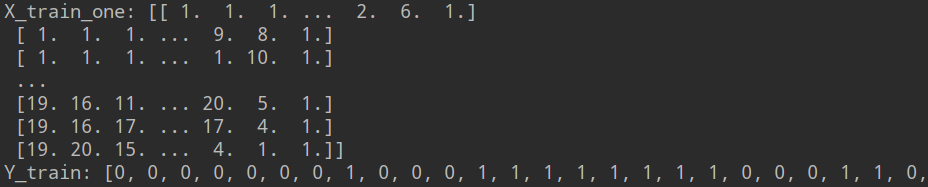 X_train_one: [[ 1.  1.  1. ...  2.  6.  1.]
[ 1.  1.  1. ...  9.  8.  1.]
[ 1.  1.  1. ...  1. 10.  1.]
...
[19. 16. 11. ... 20.  5.  1.]
[19. 16. 17. ... 17.  4.  1.]
[19. 20. 15. ...  4.  1.  1.]]
Y_train: [0, 0, 0, 0, 0, 0, 0, 1, 0, 0, 0, 1, 1, 1, 1, 1, 1, 1, 1, 0, 0, 0, 1, 1, 0,